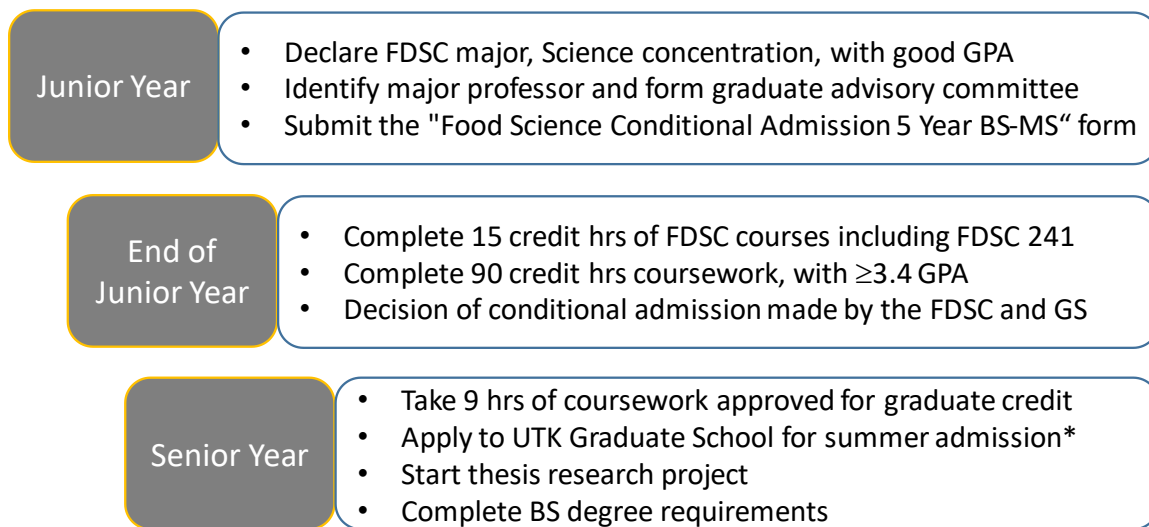 Junior Year
• Declare FDSC major, Science concentration, with good GPA
• Identify major professor and form graduate advisory committee
• Submit the "Food Science Conditional Admission 5 Year BS-MS“ form
End of
Junior Year
• Complete 15 credit hrs of FDSC courses including FDSC 241
• Complete 90 credit hrs coursework, with ≥3.4 GPA
• Decision of conditional admission made by the FDSC and GS
Senior Year
• Take 9 hrs of coursework approved for graduate credit
• Apply to UTK Graduate School for summer admission*
• Start thesis research project
• Complete BS degree requirements